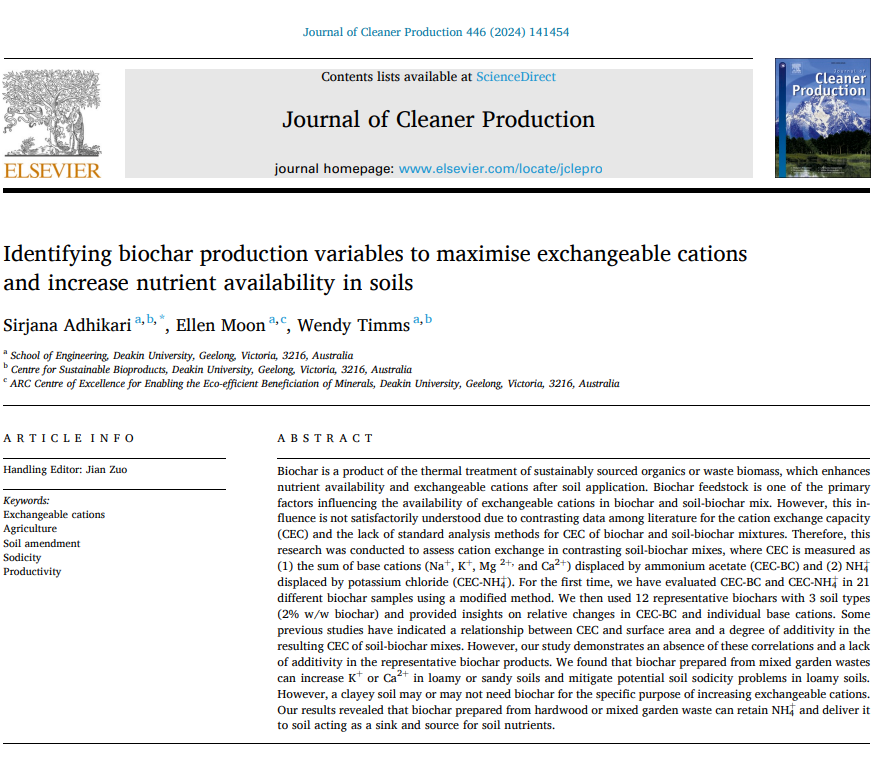 Journal of Cleaner Production 446 (2024) 141454
Contents lists available at ScienceDirect
Journal of Cleaner Production
journal homepage: www.elsevier.com/locate/jclepro
ELSEVIER
Journal of
Cleaner
Production
Identifying biochar production variables to maximise exchangeable cations
and increase nutrient availability in soils
Sirjana Adhikari a,b,*, Ellen Moon a,c, Wendy Timms a,b
a School of Engineering, Deakin University, Geelong, Victoria, 3216, Australia
b Centre for Sustainable Bioproducts, Deakin University, Geelong, Victoria, 3216, Australia
c ARC Centre of Excellence for Enabling the Eco-efficient Beneficiation of Minerals, Deakin University, Geelong, Victoria, 3216, Australia
ARTICLE INFO
Handling Editor: Jian Zuo
Keywords:
Exchangeable cations
Agriculture
Soil amendment
Sodicity
Productivity
ABSTRACT
Biochar is a product of the thermal treatment of sustainably sourced organics or waste biomass, which enhances
nutrient availability and exchangeable cations after soil application. Biochar feedstock is one of the primary
factors influencing the availability of exchangeable cations in biochar and soil-biochar mix. However, this in-
fluence is not satisfactorily understood due to contrasting data among literature for the cation exchange capacity
(CEC) and the lack of standard analysis methods for CEC of biochar and soil-biochar mixtures. Therefore, this
research was conducted to assess cation exchange in contrasting soil-biochar mixes, where CEC is measured as
(1) the sum of base cations (Na⁺, K⁺, Mg ²⁺, and Ca²⁺) displaced by ammonium acetate (CEC-BC) and (2) NH₄⁺
displaced by potassium chloride (CEC-NH₄⁺). For the first time, we have evaluated CEC-BC and CEC-NH₄⁺ in 21
different biochar samples using a modified method. We then used 12 representative biochars with 3 soil types
(2% w/w biochar) and provided insights on relative changes in CEC-BC and individual base cations. Some
previous studies have indicated a relationship between CEC and surface area and a degree of additivity in the
resulting CEC of soil-biochar mixes. However, our study demonstrates an absence of these correlations and a lack
of additivity in the representative biochar products. We found that biochar prepared from mixed garden wastes
can increase K⁺ or Ca²⁺ in loamy or sandy soils and mitigate potential soil sodicity problems in loamy soils.
However, a clayey soil may or may not need biochar for the specific purpose of increasing exchangeable cations.
Our results revealed that biochar prepared from hardwood or mixed garden waste can retain NH₄⁺ and deliver it
to soil acting as a sink and source for soil nutrients.